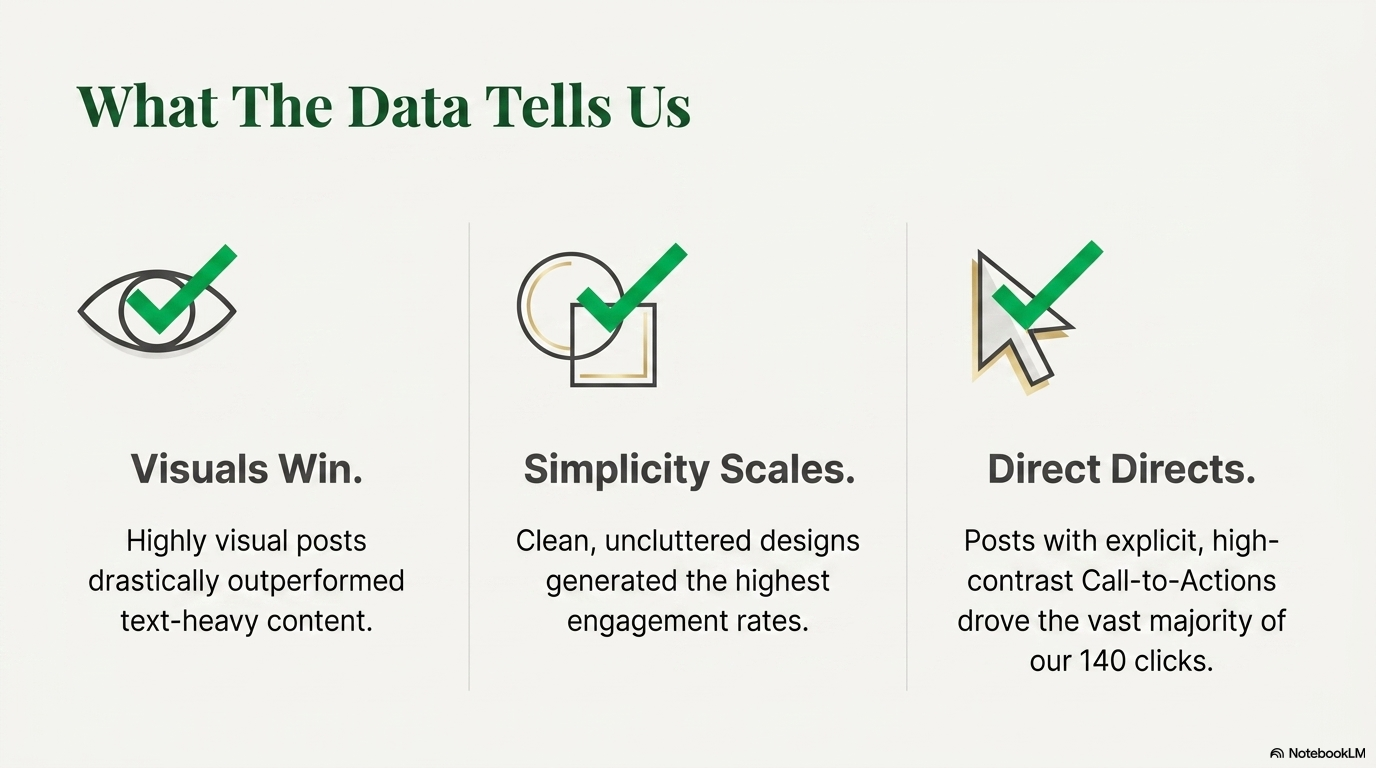 What The Data Tells Us
Visuals Win.
Highly visual posts
drastically outperformed
text-heavy content.
Simplicity Scales.
Clean, uncluttered designs
generated the highest
engagement rates.
Direct Directs.
Posts with explicit, high-
contrast Call-to-Actions
drove the vast majority of
our 140 clicks.
NotebookLM